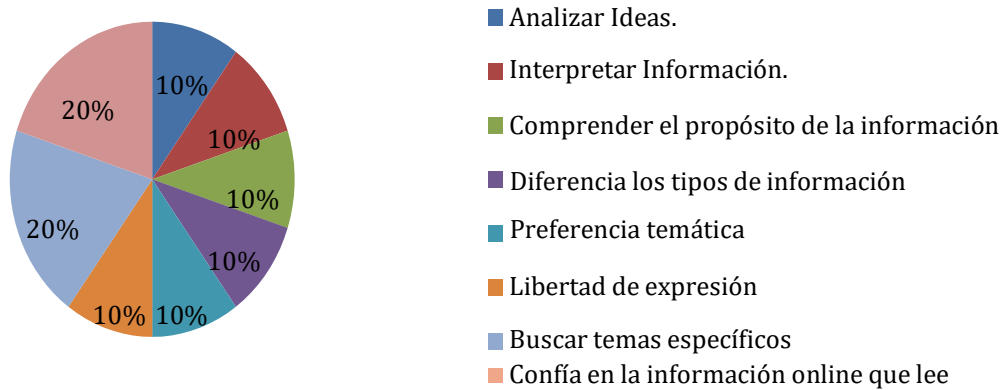 10%
10%
10%
10%
10%
10%
20%
20%
Analizar Ideas.
Interpretar Información.
Comprender el propósito de la información
Diferencia los tipos de información
Preferencia temática
Libertad de expresión
Buscar temas específicos
Confía en la información online que lee